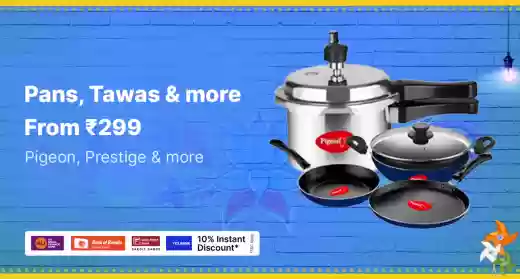 Pans, Tawas & more
From ₹299
Pigeon, Prestige & more
Pigeon
10% Instant
Discount*